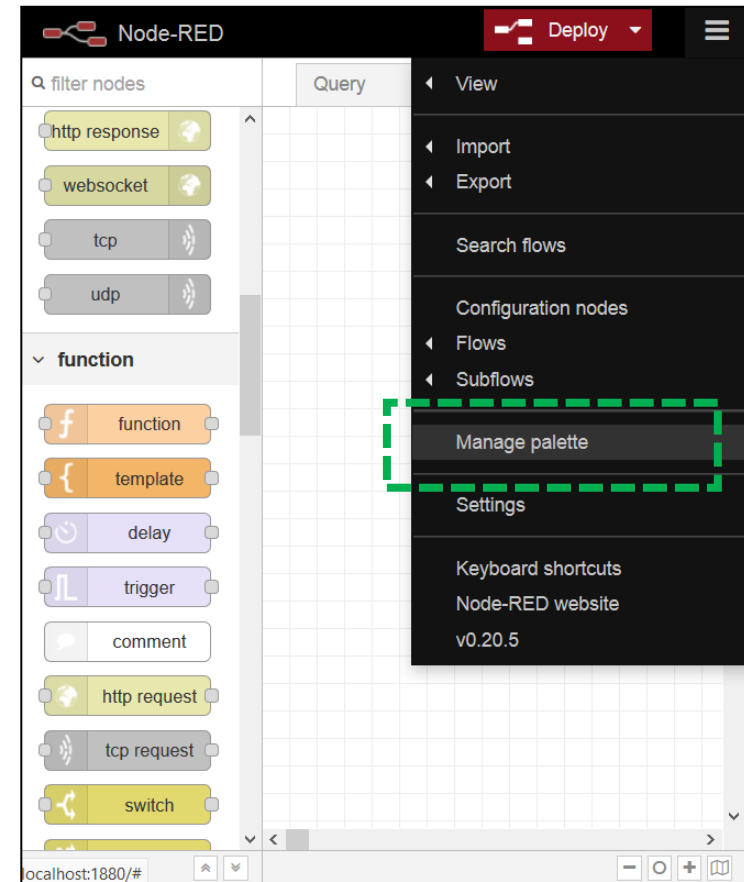 Node-RED
Deploy
filter nodes
Query
http response
websocket
tcp
udp
function
function
template
delay
trigger
comment
http request
tcp request
switch
View
Import
Export
Search flows
Configuration nodes
Flows
Subflows
Manage palette
Settings
Keyboard shortcuts
Node-RED website
v0.20.5
localhost:1880/#